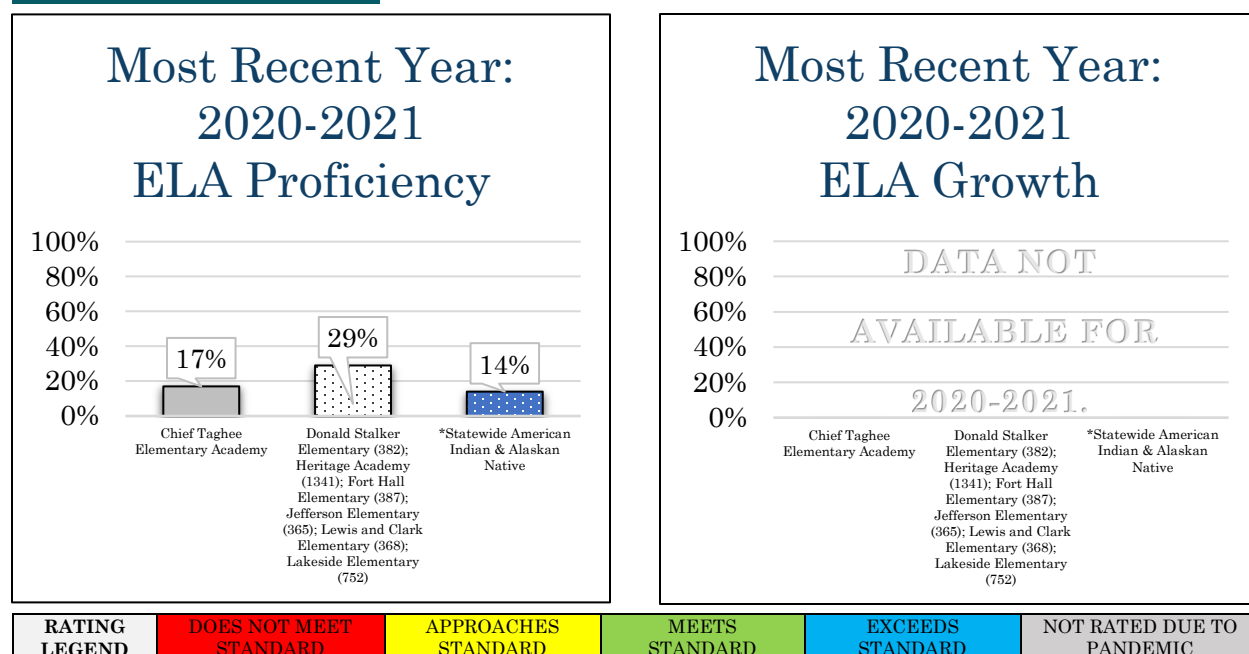 Most Recent Year:
2020-2021
ELA Proficiency
100%
80%
60%
40%
20%
0%
17%
29%
14%
Chief Taghee
Elementary Academy
Donald Stalker
Elementary (382);
Heritage Academy
(1341); Fort Hall
Elementary (387);
Jefferson Elementary
(365); Lewis and Clark
Elementary (368);
Lakeside Elementary
(752)
*Statewide American
Indian & Alaskan
Native
Most Recent Year:
2020-2021
ELA Growth
100%
80%
60%
40%
20%
0%
DATA NOT
AVAILABLE FOR
2020-2021.
Chief Taghee
Elementary Academy
Donald Stalker
Elementary (382);
Heritage Academy
(1341); Fort Hall
Elementary (387);
Jefferson Elementary
(365); Lewis and Clark
Elementary (368);
Lakeside Elementary
(752)
*Statewide American
Indian & Alaskan
Native
RATING
LEGEND
DOES NOT MEET
STANDARD
APPROACHES
STANDARD
MEETS
STANDARD
EXCEEDS
STANDARD
NOT RATED DUE TO
PANDEMIC